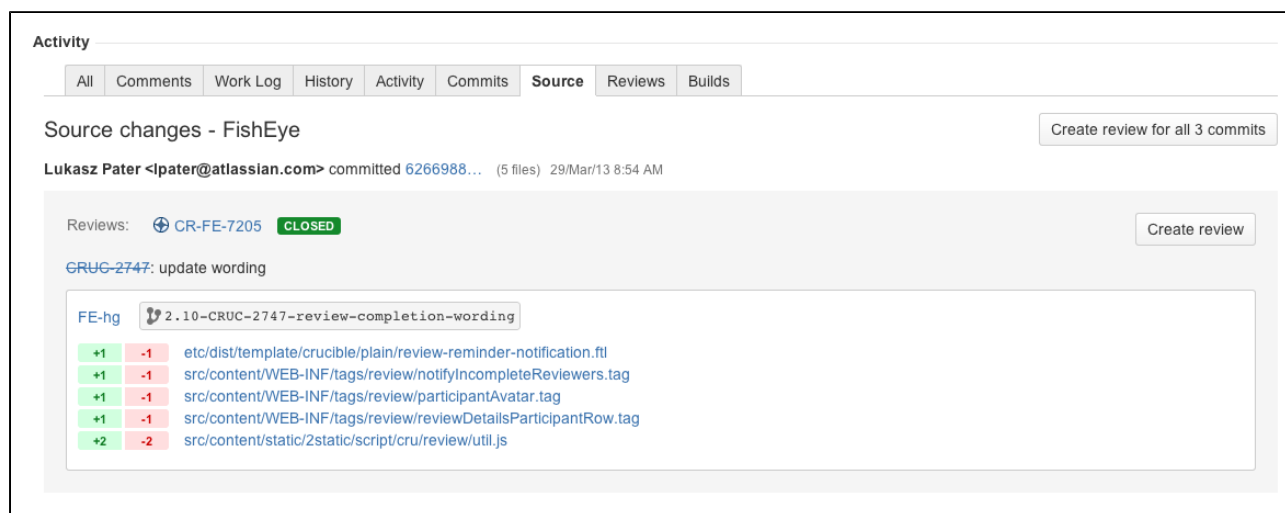 Activity
All Comments Work Log History Activity Commits Source Reviews Builds
Source changes - FishEye
Create review for all 3 commits
Lukasz Pater <lpater@atlassian.com> committed 6266988… (5 files) 29/Mar/13 8:54 AM
Reviews: CR-FE-7205 CLOSED
Create review
CRUC-2747: update wording
FE-hg 2.10-CRUC-2747-review-completion-wording
+1 -1 etc/dist/template/crucible/plain/review-reminder-notification.ftl
+1 -1 src/content/WEB-INF/tags/review/notifyIncompleteReviewers.tag
+1 -1 src/content/WEB-INF/tags/review/participantAvatar.tag
+1 -1 src/content/WEB-INF/tags/review/reviewDetailsParticipantRow.tag
+2 -2 src/content/static/2static/script/cru/review/util.js